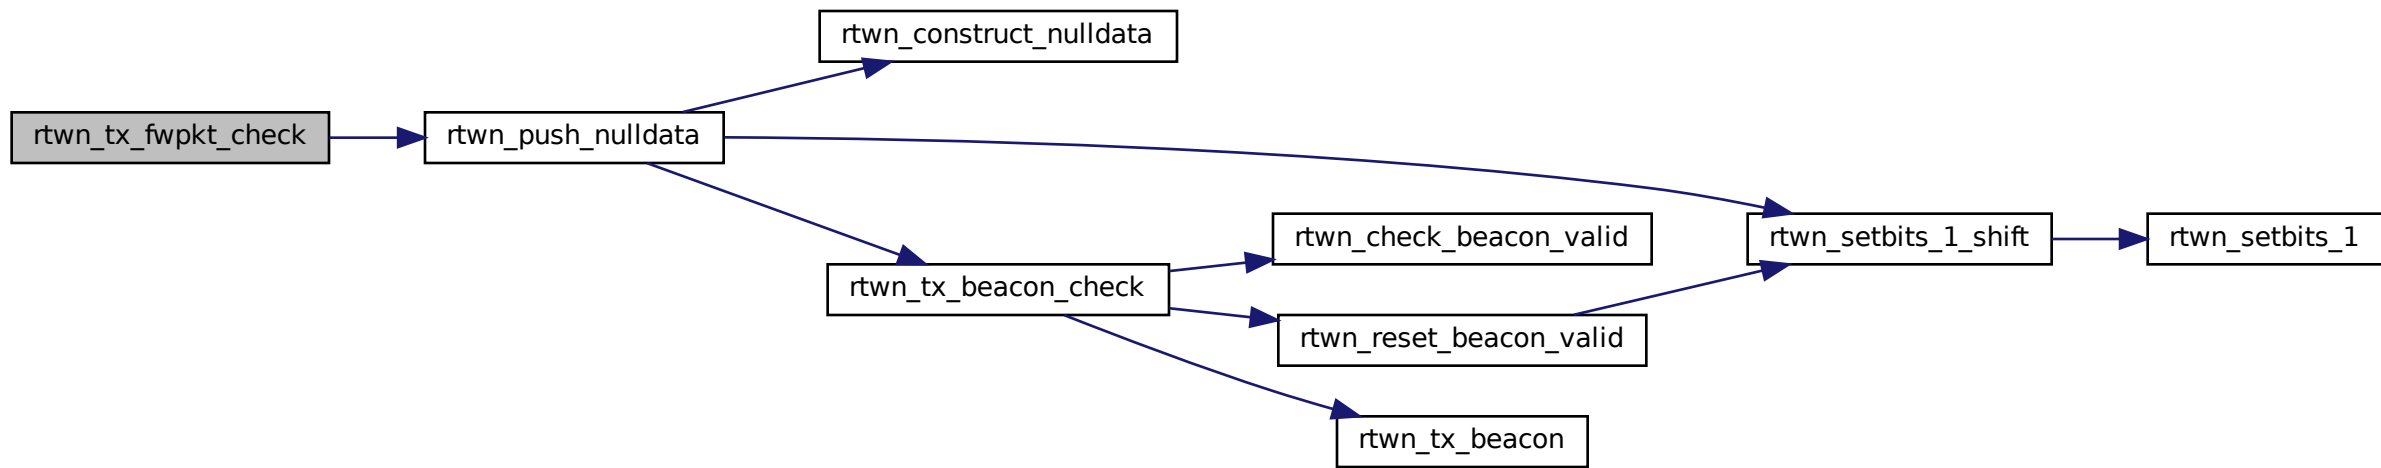 rtwn_construct_nulldata
rtwn_tx_fwpkt_check
rtwn_push_nulldata
rtwn_check_beacon_valid
rtwn_setbits_1_shift
rtwn_setbits_1
rtwn_tx_beacon_check
rtwn_reset_beacon_valid
rtwn_tx_beacon